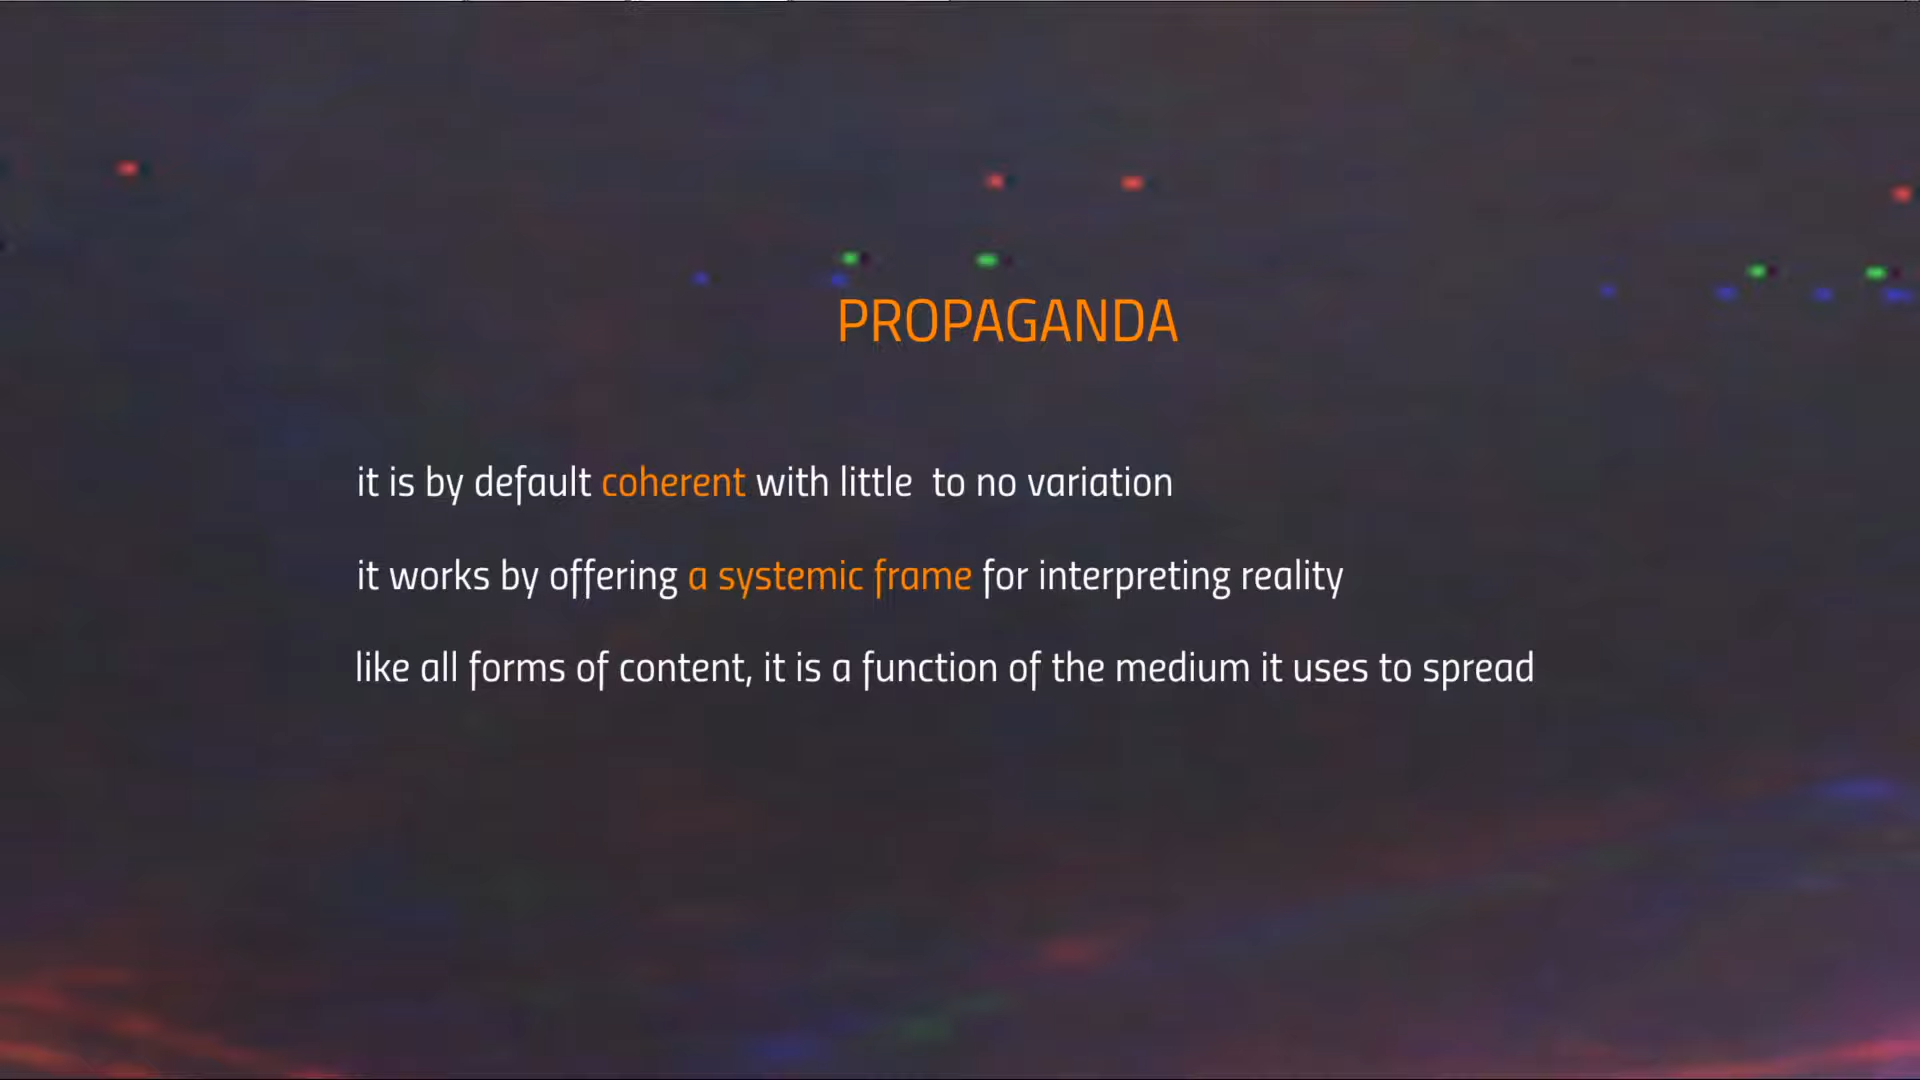 PROPAGANDA
it is by default coherent with little  to no variation
it works by offering a systemic frame for interpreting reality
like all forms of content, it is a function of the medium it uses to spread